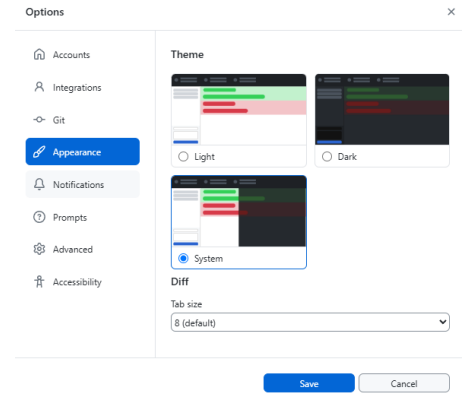 Options
Accounts
Integrations
Git
Appearance
Notifications
Prompts
Advanced
Accessibility
Theme
Light
Dark
System
Diff
Tab size
8 (default)
Save
Cancel